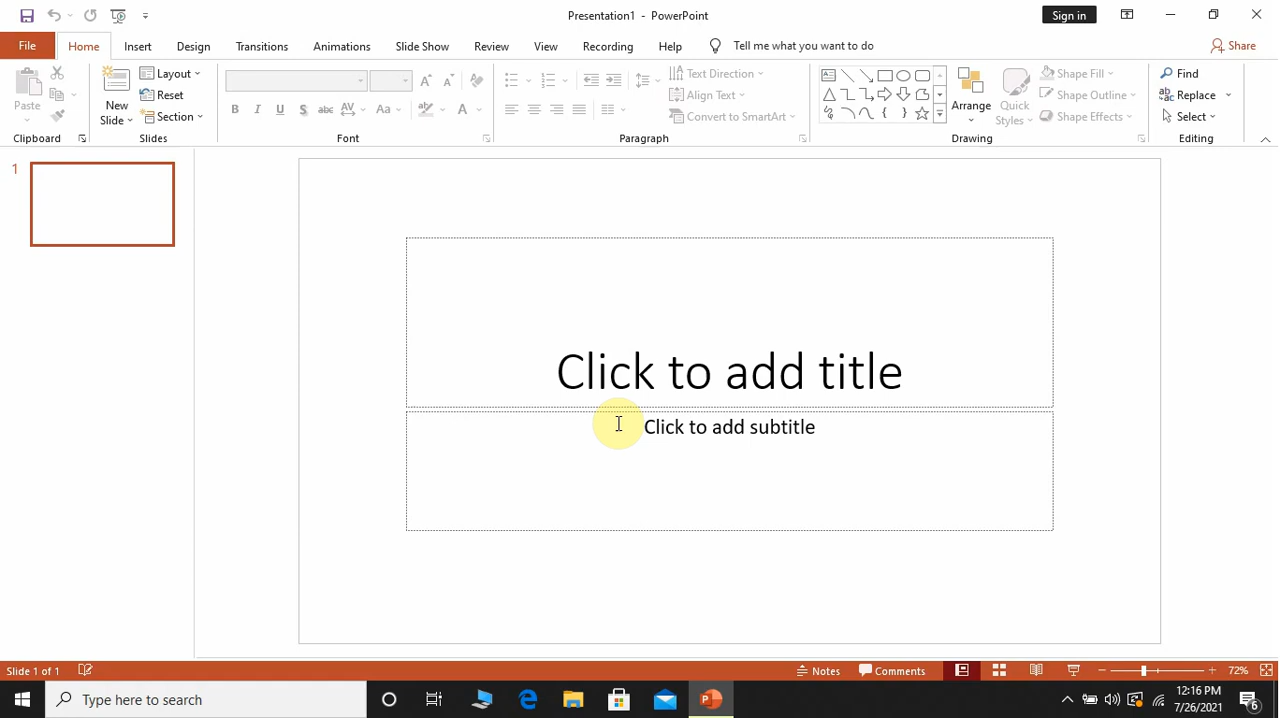 Presentation1 - PowerPoint
Sign in
File Home Insert Design Transitions Animations Slide Show Review View Recording Help Tell me what you want to do Share
Paste
Clipboard
New Slide
Layout
Reset
Section
Slides
Font
Text Direction
Align Text
Convert to SmartArt
Paragraph
Arrange
Quick Styles
Shape Fill
Shape Outline
Shape Effects
Drawing
Find
Replace
Select
Editing
1
Click to add title
Click to add subtitle
Slide 1 of 1 Notes Comments 72%
Type here to search
12:16 PM
7/26/2021
6